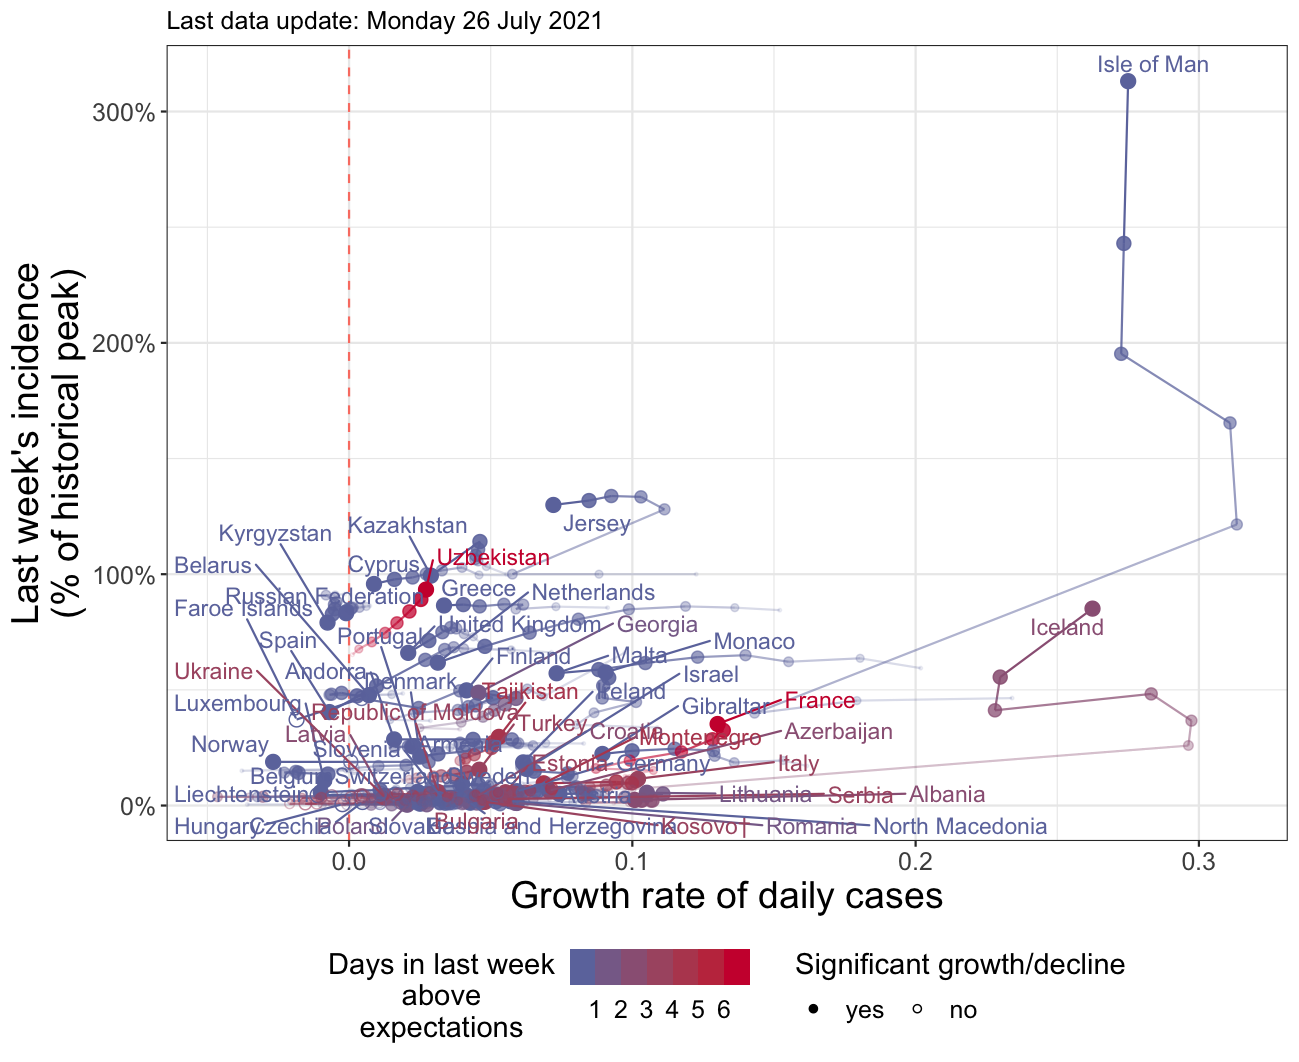 Last data update: Monday 26 July 2021
Last week's incidence
(% of historical peak)
300%
200%
100%
0%
Isle of Man
Jersey
Kazakhstan
Kyrgyzstan
Uzbekistan
Belarus
Cyprus
Greece
Netherlands
Russian Federation
Faroe Islands
United Kingdom
Georgia
Iceland
Portugal
Spain
Monaco
Finland
Malta
Ukraine
Andorra
Denmark
Israel
Tajikistan
Ireland
France
Luxembourg
Gibraltar
Republic of Moldova
Turkey
Croatia
Azerbaijan
Latvia
Montenegro
Norway
Slovenia
Armenia
Estonia
Germany
Italy
Belgium
Switzerland
Sweden
Liechtenstein
Lithuania
Serbia
Albania
Bulgaria
Hungary
Czechia
Poland
Slovakia
Bosnia and Herzegovina
Kosovo†
Romania
North Macedonia
0.0
0.1
0.2
0.3
Growth rate of daily cases
Days in last week
above
expectations
1 2 3 4 5 6
Significant growth/decline
yes
no